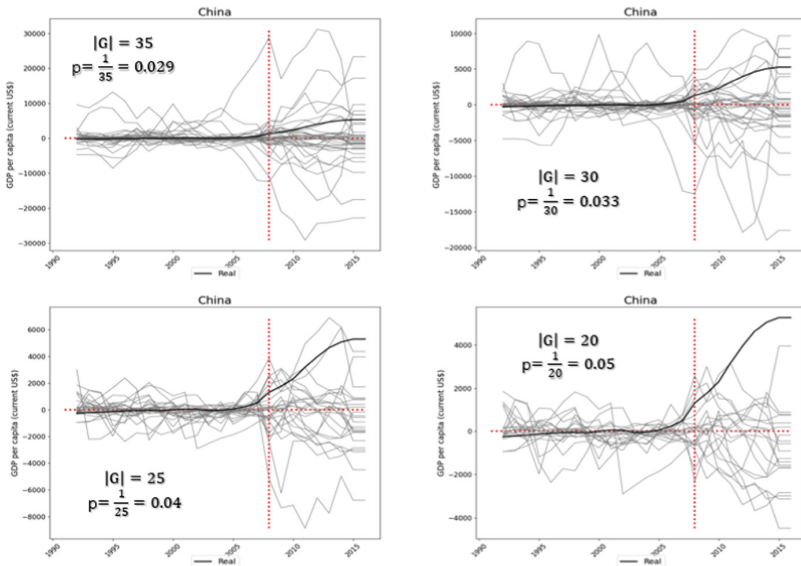 China
GDP per capita (current US$)
30000
20000
10000
0
−10000
−20000
−30000
|G| = 35
p= 1/35 = 0.029
1990
1995
2000
2005
2010
2015
Real
China
GDP per capita (current US$)
10000
5000
0
−5000
−10000
−15000
−20000
|G| = 30
p= 1/30 = 0.033
1990
1995
2000
2005
2010
2015
Real
China
GDP per capita (current US$)
6000
4000
2000
0
−2000
−4000
−6000
−8000
|G| = 25
p= 1/25 = 0.04
1990
1995
2000
2005
2010
2015
Real
China
GDP per capita (current US$)
4000
2000
0
−2000
−4000
|G| = 20
p= 1/20 = 0.05
1990
1995
2000
2005
2010
2015
Real